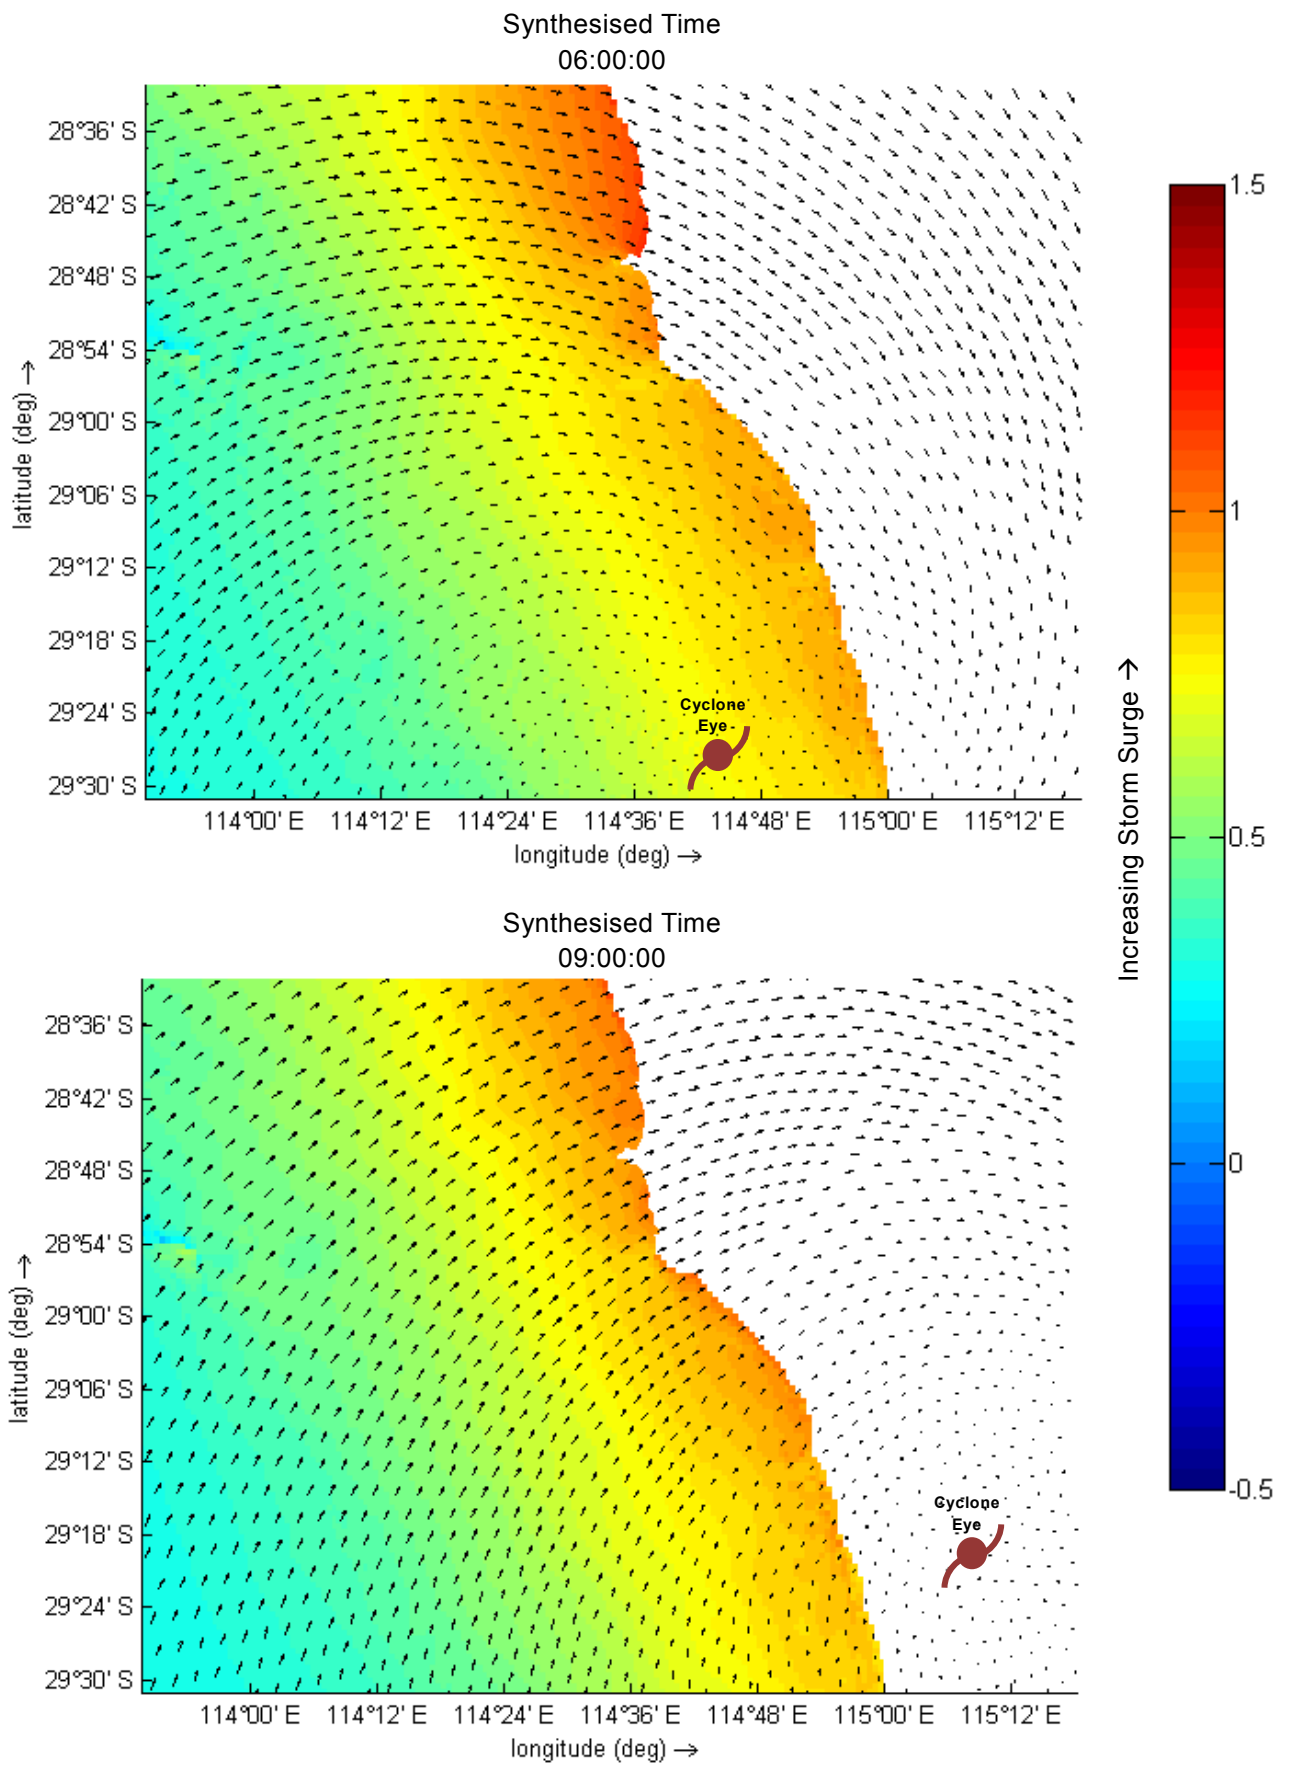 Synthesised Time
06:00:00
28°36' S
28°42' S
28°48' S
28°54' S
29°00' S
29°06' S
29°12' S
29°18' S
29°24' S
29°30' S
latitude (deg) →
Cyclone
Eye
114°00' E 114°12' E 114°24' E 114°36' E 114°48' E 115°00' E 115°12' E
longitude (deg) →
Synthesised Time
09:00:00
28°36' S
28°42' S
28°48' S
28°54' S
29°00' S
29°06' S
29°12' S
29°18' S
29°24' S
29°30' S
latitude (deg) →
Cyclone
Eye
114°00' E 114°12' E 114°24' E 114°36' E 114°48' E 115°00' E 115°12' E
longitude (deg) →
Increasing Storm Surge →
1.5
1
0.5
0
-0.5